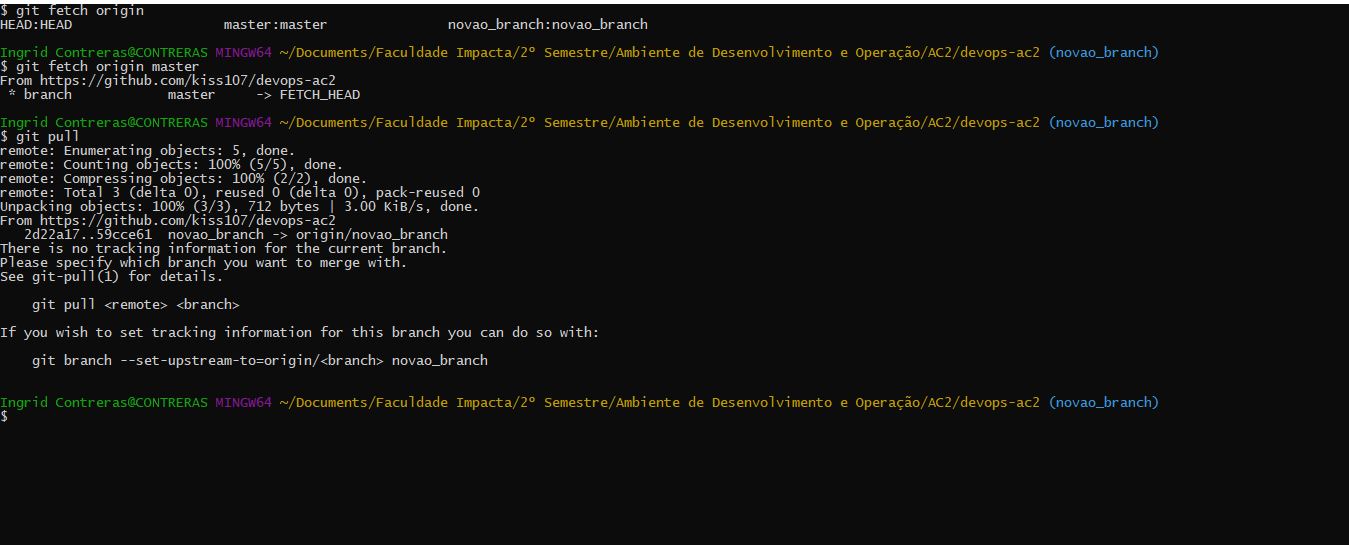 $ git fetch origin
HEAD:HEAD master:master novao_branch:novao_branch
Ingrid Contreras@CONTRERAS MINGW64 ~/Documents/Faculdade Impacta/2º Semestre/Ambiente de Desenvolvimento e Operação/AC2/devops-ac2 (novao_branch)
$ git fetch origin master
From https://github.com/kiss107/devops-ac2
 * branch            master     -> FETCH_HEAD
Ingrid Contreras@CONTRERAS MINGW64 ~/Documents/Faculdade Impacta/2º Semestre/Ambiente de Desenvolvimento e Operação/AC2/devops-ac2 (novao_branch)
$ git pull
remote: Enumerating objects: 5, done.
remote: Counting objects: 100% (5/5), done.
remote: Compressing objects: 100% (2/2), done.
remote: Total 3 (delta 0), reused 0 (delta 0), pack-reused 0
Unpacking objects: 100% (3/3), 712 bytes | 3.00 KiB/s, done.
From https://github.com/kiss107/devops-ac2
   2d22a17..59cce61  novao_branch -> origin/novao_branch
There is no tracking information for the current branch.
Please specify which branch you want to merge with.
See git-pull(1) for details.
    git pull <remote> <branch>
If you wish to set tracking information for this branch you can do so with:
    git branch --set-upstream-to=origin/<branch> novao_branch
Ingrid Contreras@CONTRERAS MINGW64 ~/Documents/Faculdade Impacta/2º Semestre/Ambiente de Desenvolvimento e Operação/AC2/devops-ac2 (novao_branch)
$